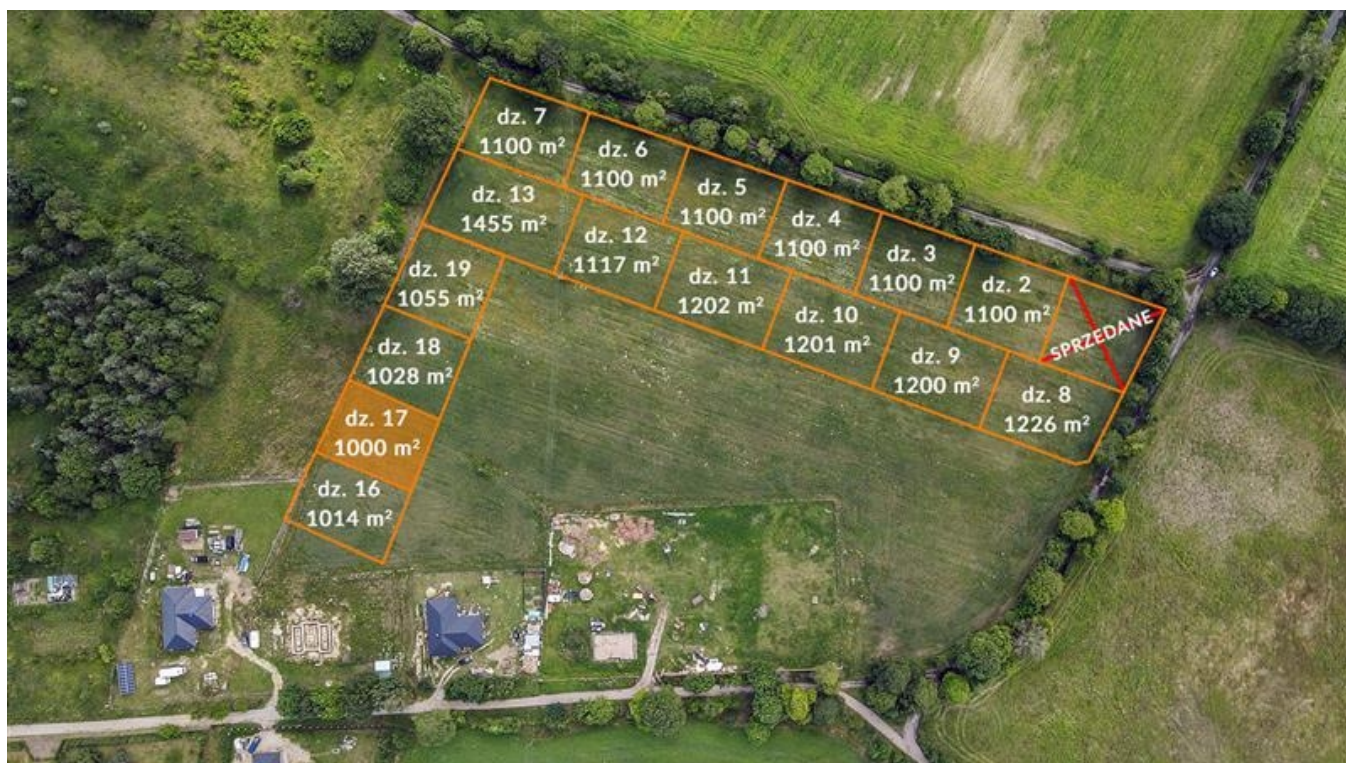 dz. 7
1100 m²
dz. 6
1100 m²
dz. 5
1100 m²
dz. 4
1100 m²
dz. 3
1100 m²
dz. 2
1100 m²
SPRZEDANE
dz. 13
1455 m²
dz. 12
1117 m²
dz. 11
1202 m²
dz. 10
1201 m²
dz. 9
1200 m²
dz. 8
1226 m²
dz. 19
1055 m²
dz. 18
1028 m²
dz. 17
1000 m²
dz. 16
1014 m²